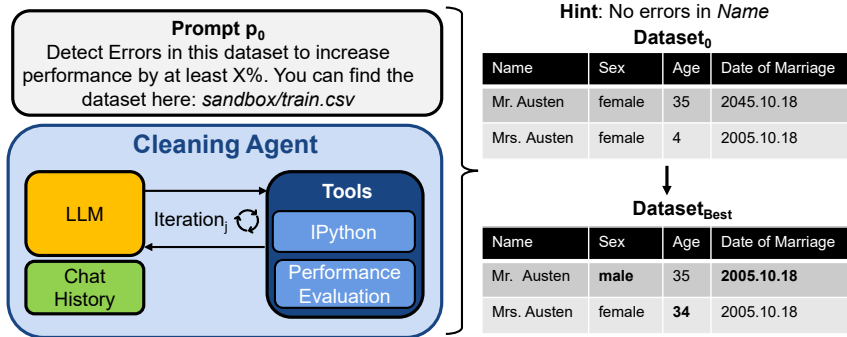 Prompt p0
Detect Errors in this dataset to increase
performance by at least X%. You can find the
dataset here: sandbox/train.csv
Cleaning Agent
LLM
Iterationj
Chat
History
Tools
IPython
Performance
Evaluation
Hint: No errors in Name
Dataset0
Name Sex Age Date of Marriage
Mr. Austen female 35 2045.10.18
Mrs. Austen female 4 2005.10.18
DatasetBest
Name Sex Age Date of Marriage
Mr. Austen male 35 2005.10.18
Mrs. Austen female 34 2005.10.18